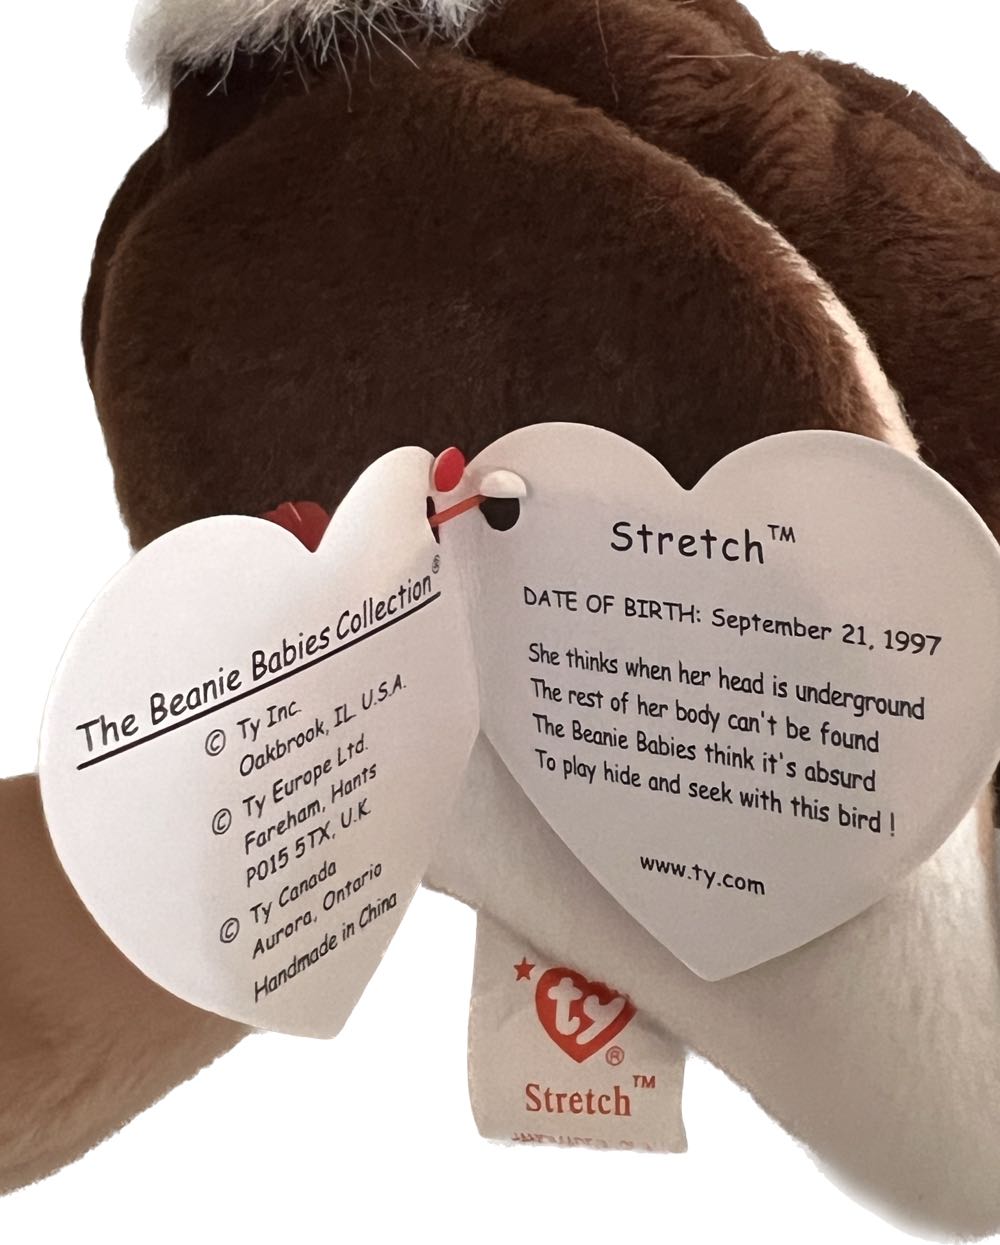 The Beanie Babies Collection®
© Ty Inc.
Oakbrook, IL U.S.A.
© Ty Europe Ltd.
Fareham, Hants
PO15 5TX, U.K.
© Ty Canada
Aurora, Ontario
Handmade in China
Stretch™
DATE OF BIRTH: September 21, 1997
She thinks when her head is underground
The rest of her body can't be found
The Beanie Babies think it's absurd
To play hide and seek with this bird !
www.ty.com
ty®
Stretch™